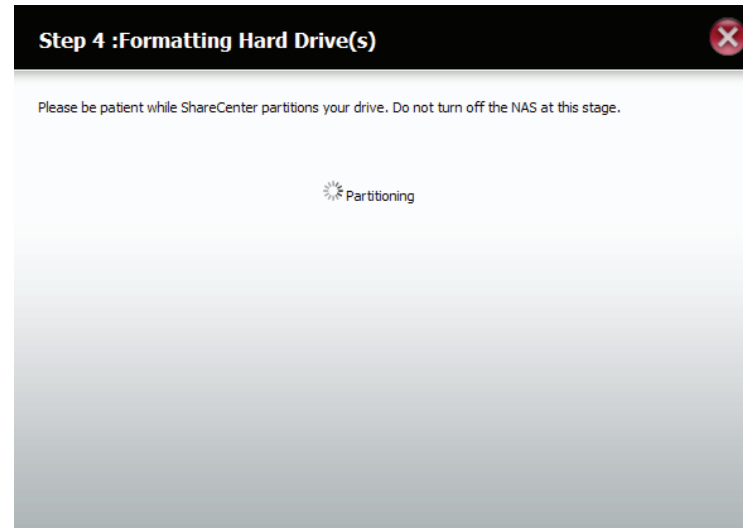 Step 4 :Formatting Hard Drive(s)
Please be patient while ShareCenter partitions your drive. Do not turn off the NAS at this stage.
Partitioning